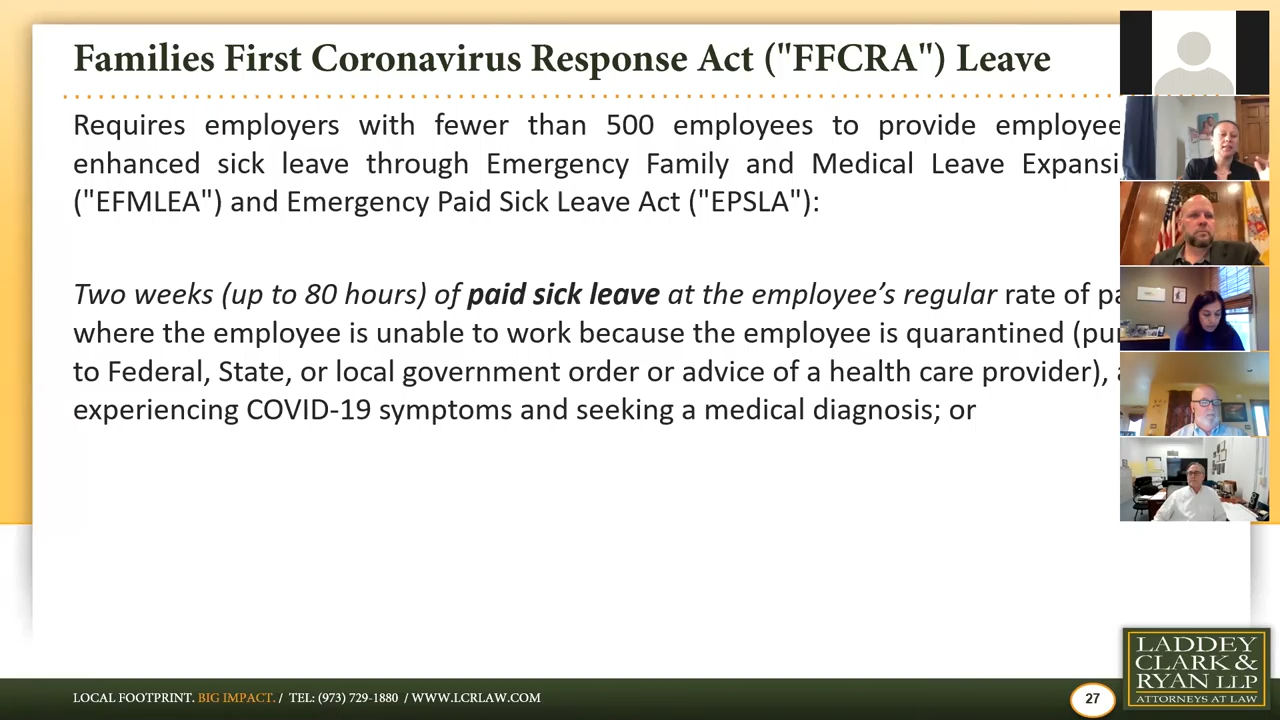 Families First Coronavirus Response Act ("FFCRA") Leave
Requires employers with fewer than 500 employees to provide employee
enhanced sick leave through Emergency Family and Medical Leave Expansi
("EFMLEA") and Emergency Paid Sick Leave Act ("EPSLA"):
Two weeks (up to 80 hours) of paid sick leave at the employee’s regular rate of pa
where the employee is unable to work because the employee is quarantined (pur
to Federal, State, or local government order or advice of a health care provider),
experiencing COVID-19 symptoms and seeking a medical diagnosis; or
LOCAL FOOTPRINT. BIG IMPACT. / TEL: (973) 729-1880 / WWW.LCRLAW.COM
27
LADDEY
CLARK &
RYAN LLP
ATTORNEYS AT LAW